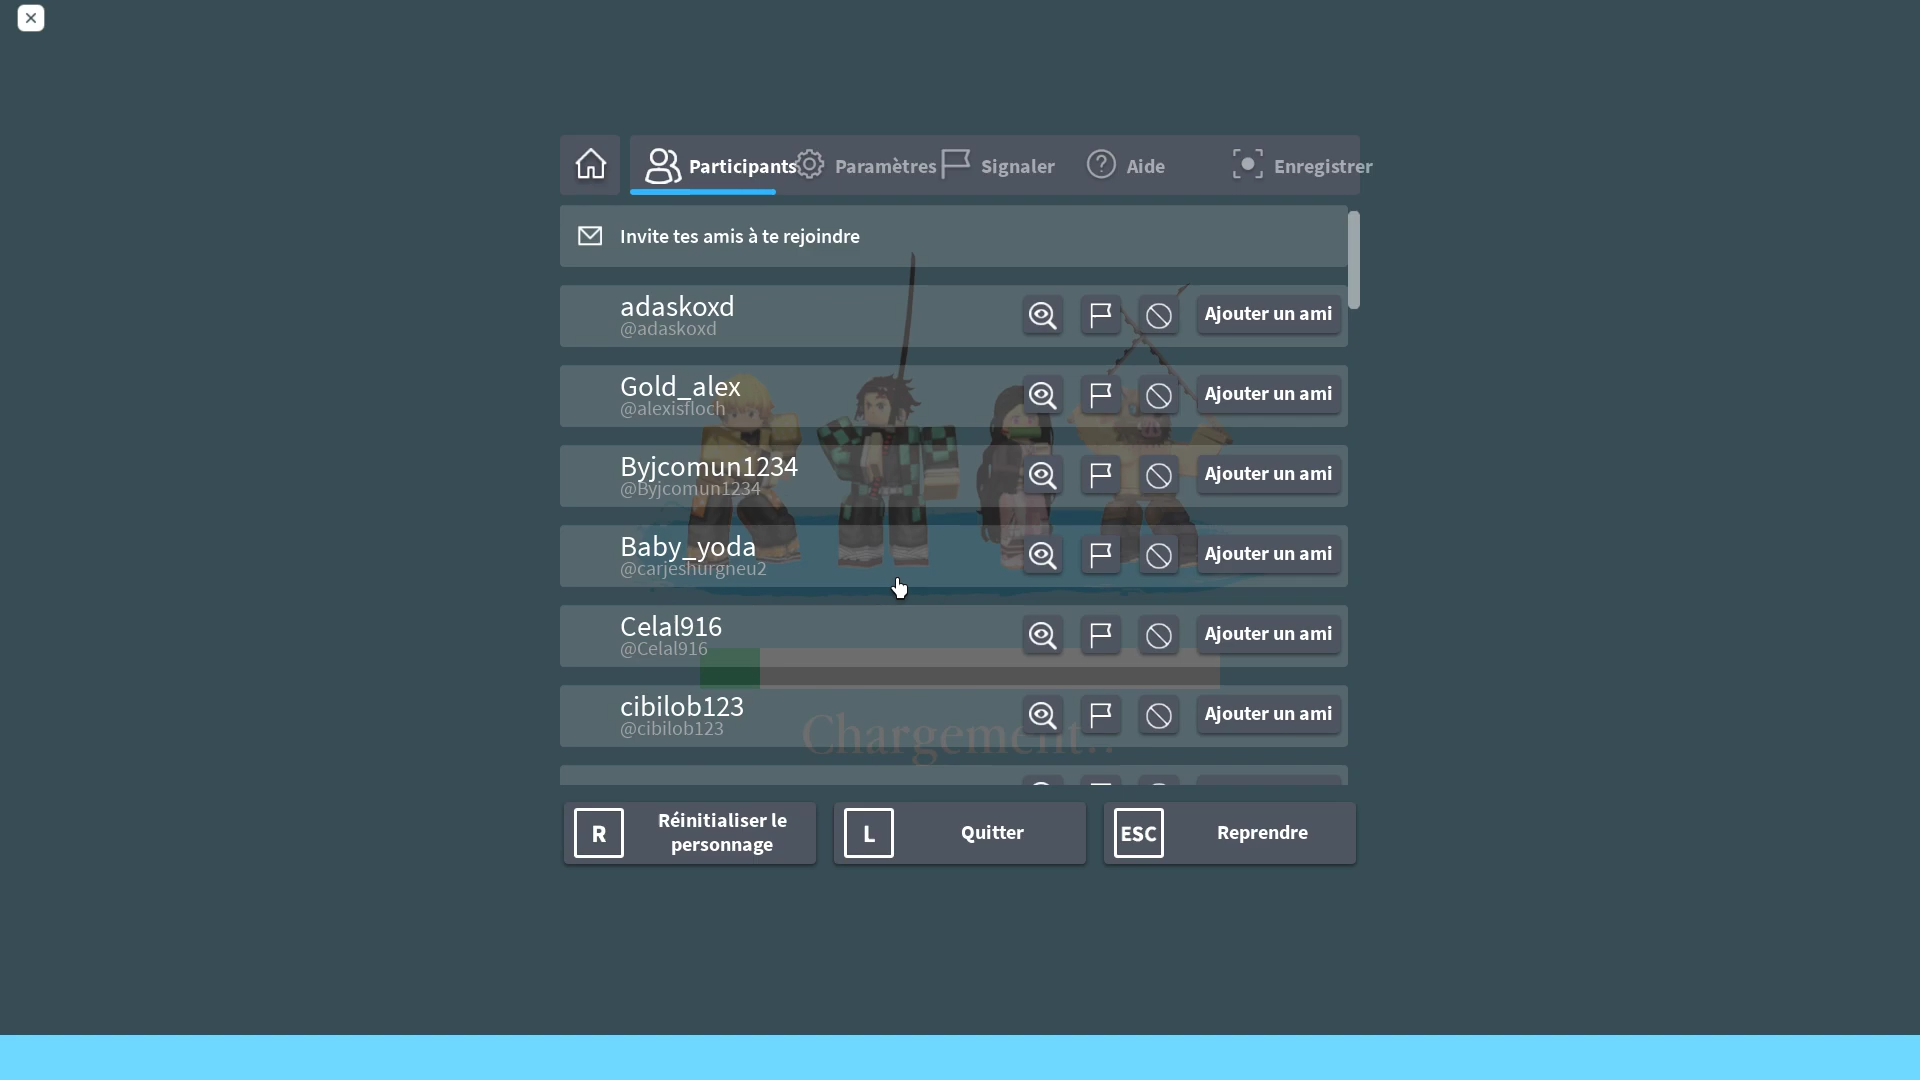 Participants
Paramètres
Signaler
Aide
Enregistrer
Invite tes amis à te rejoindre
adaskoxd
@adaskoxd
Ajouter un ami
Gold_alex
@alexisfloch
Ajouter un ami
Byjcomun1234
@Byjcomun1234
Ajouter un ami
Baby_yoda
@carjeshurgneu2
Ajouter un ami
Celal916
@Celal916
Ajouter un ami
cibilob123
@cibilob123
Ajouter un ami
Chargement..
R
Réinitialiser le
personnage
L
Quitter
ESC
Reprendre